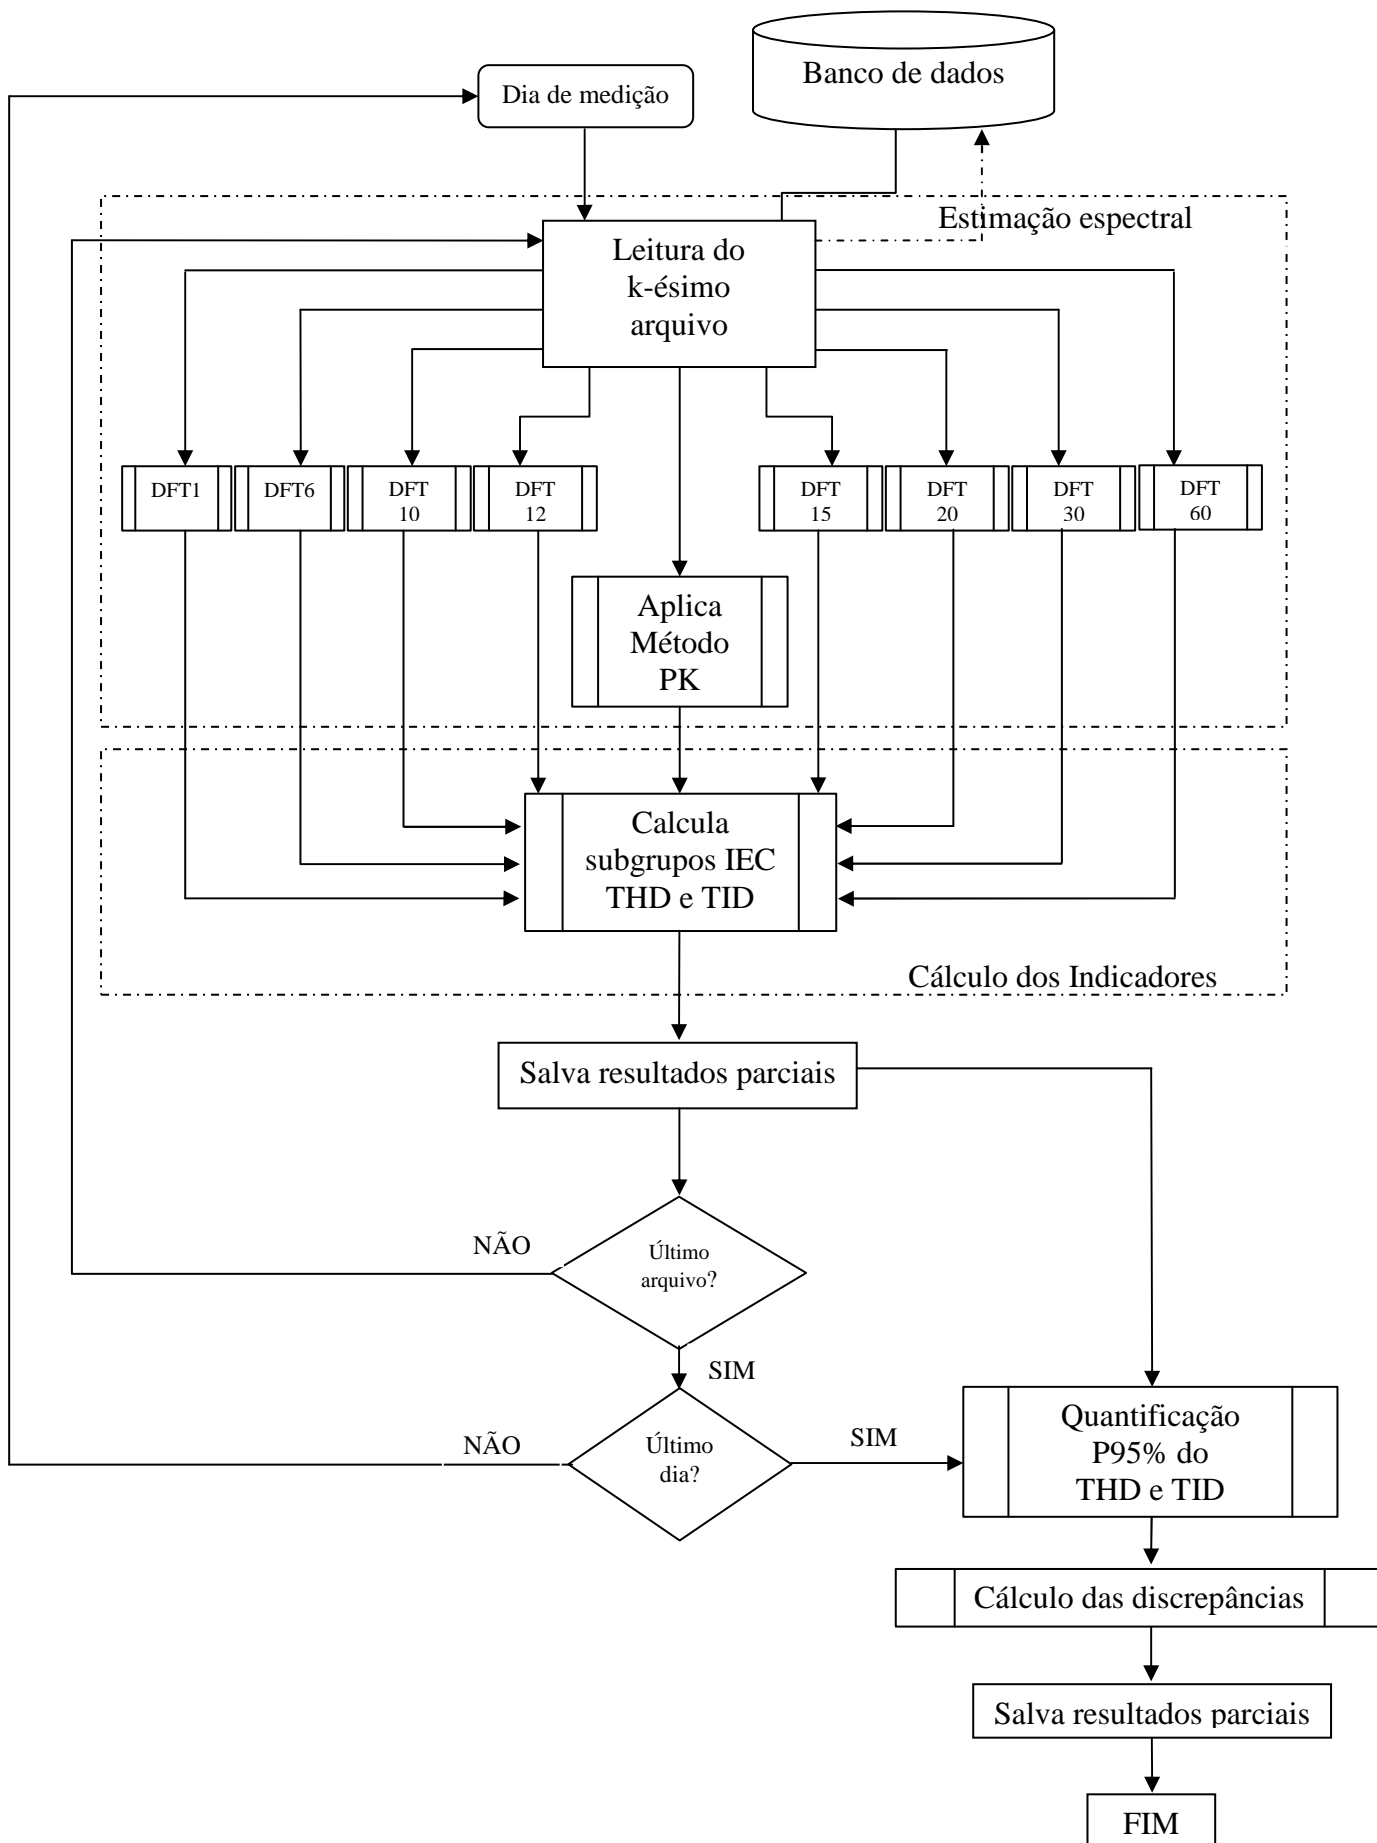 Banco de dados
Dia de medição
Estimação espectral
Leitura do
k-ésimo
arquivo
DFT1
DFT6
DFT
10
DFT
12
DFT
15
DFT
20
DFT
30
DFT
60
Aplica
Método
PK
Calcula
subgrupos IEC
THD e TID
Cálculo dos Indicadores
Salva resultados parciais
NÃO
Último
arquivo?
SIM
NÃO
Último
dia?
SIM
Quantificação
P95% do
THD e TID
Cálculo das discrepâncias
Salva resultados parciais
FIM